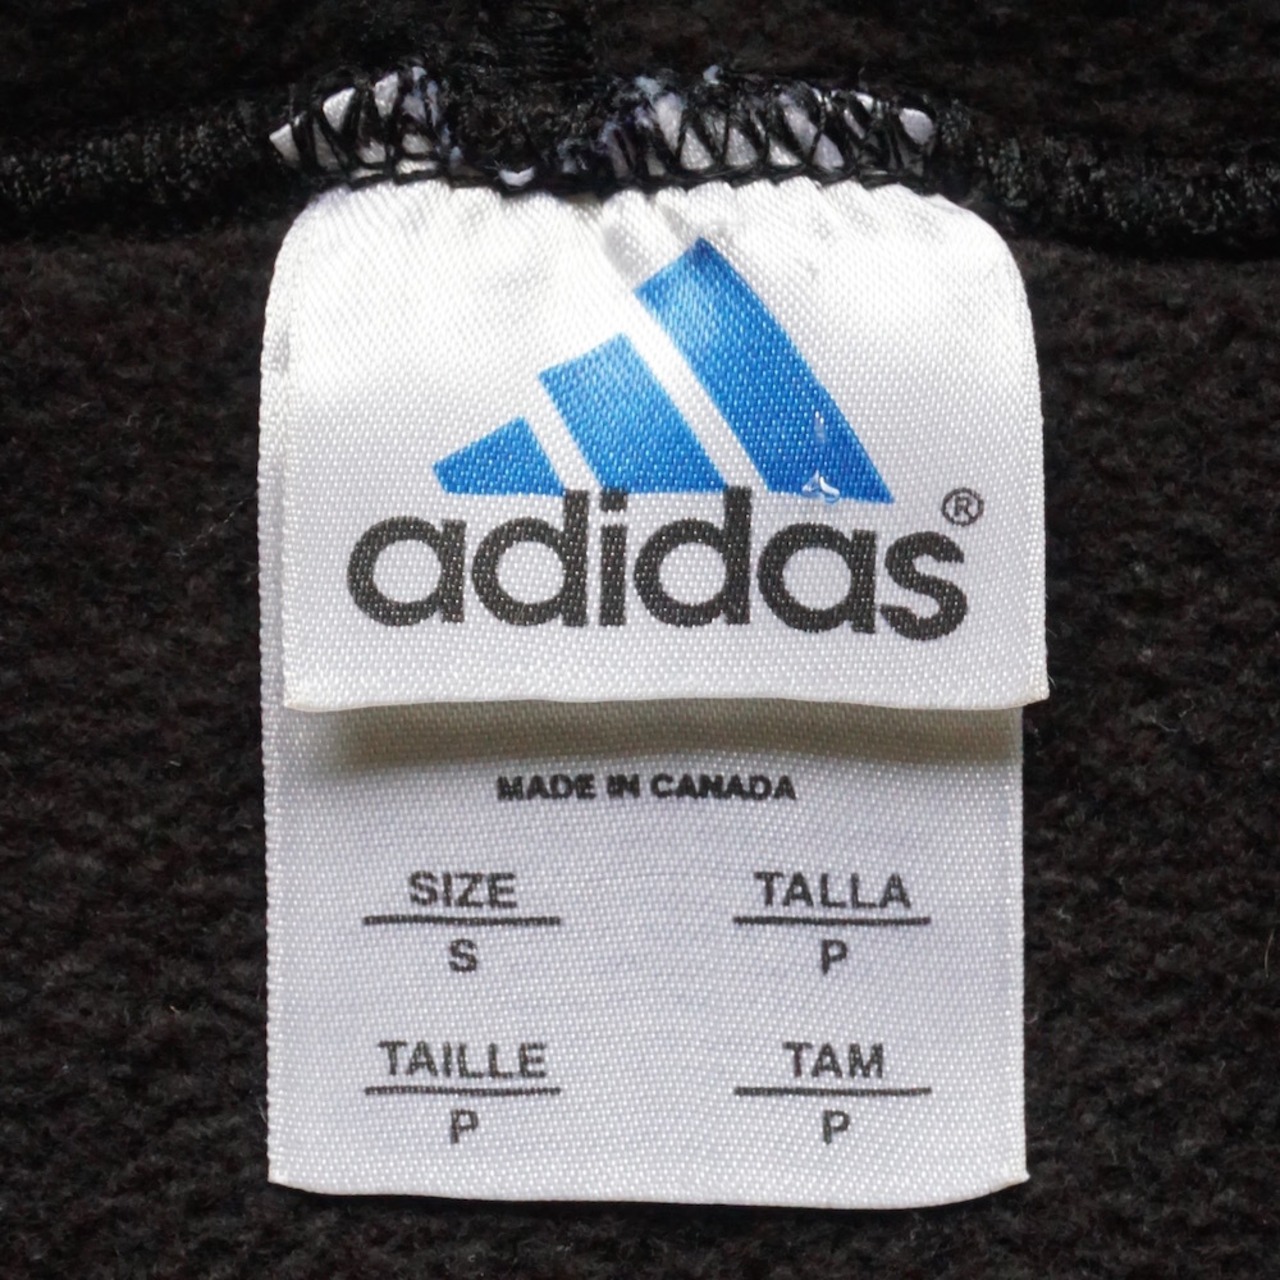 adidas®
MADE IN CANADA
SIZE TALLA
S P
TAILLE TAM
P P